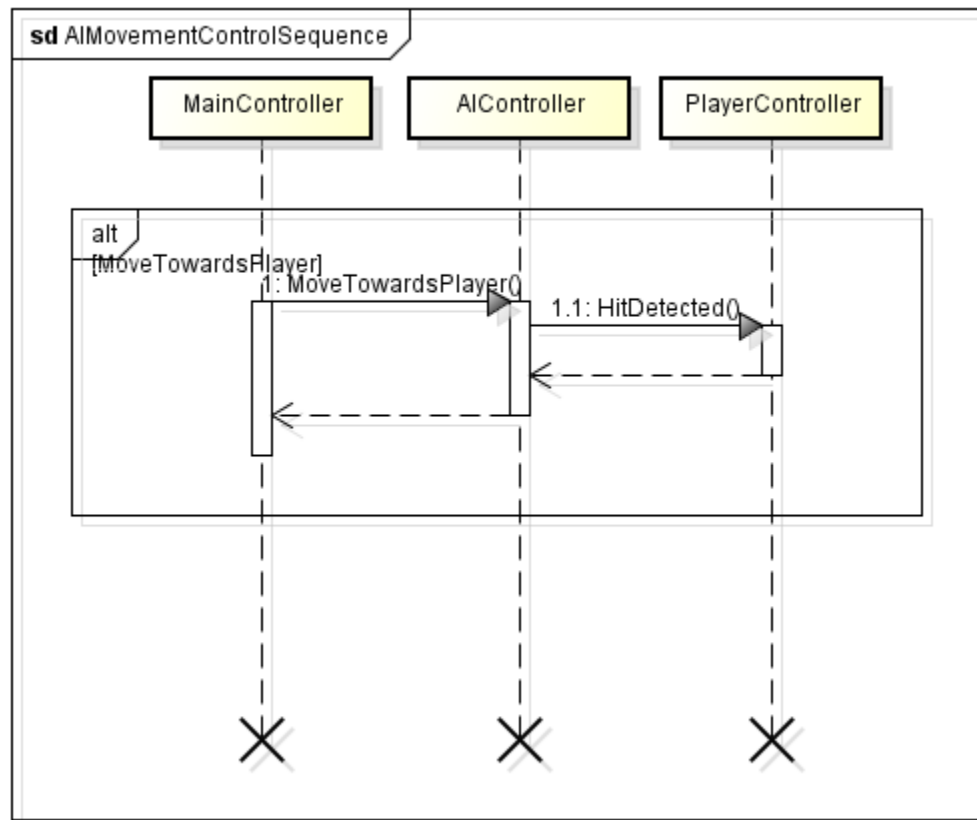 sd AIMovementControlSequence
MainController
AIController
PlayerController
alt
[MoveTowardsPlayer]
1: MoveTowardsPlayer()
1.1: HitDetected()